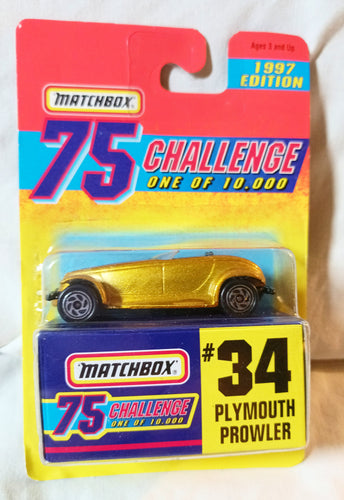 Ages 3 and Up
1997
EDITION
MATCHBOX
75 CHALLENGE
ONE OF 10.000
MATCHBOX
75 CHALLENGE
ONE OF 10.000
#34
PLYMOUTH
PROWLER